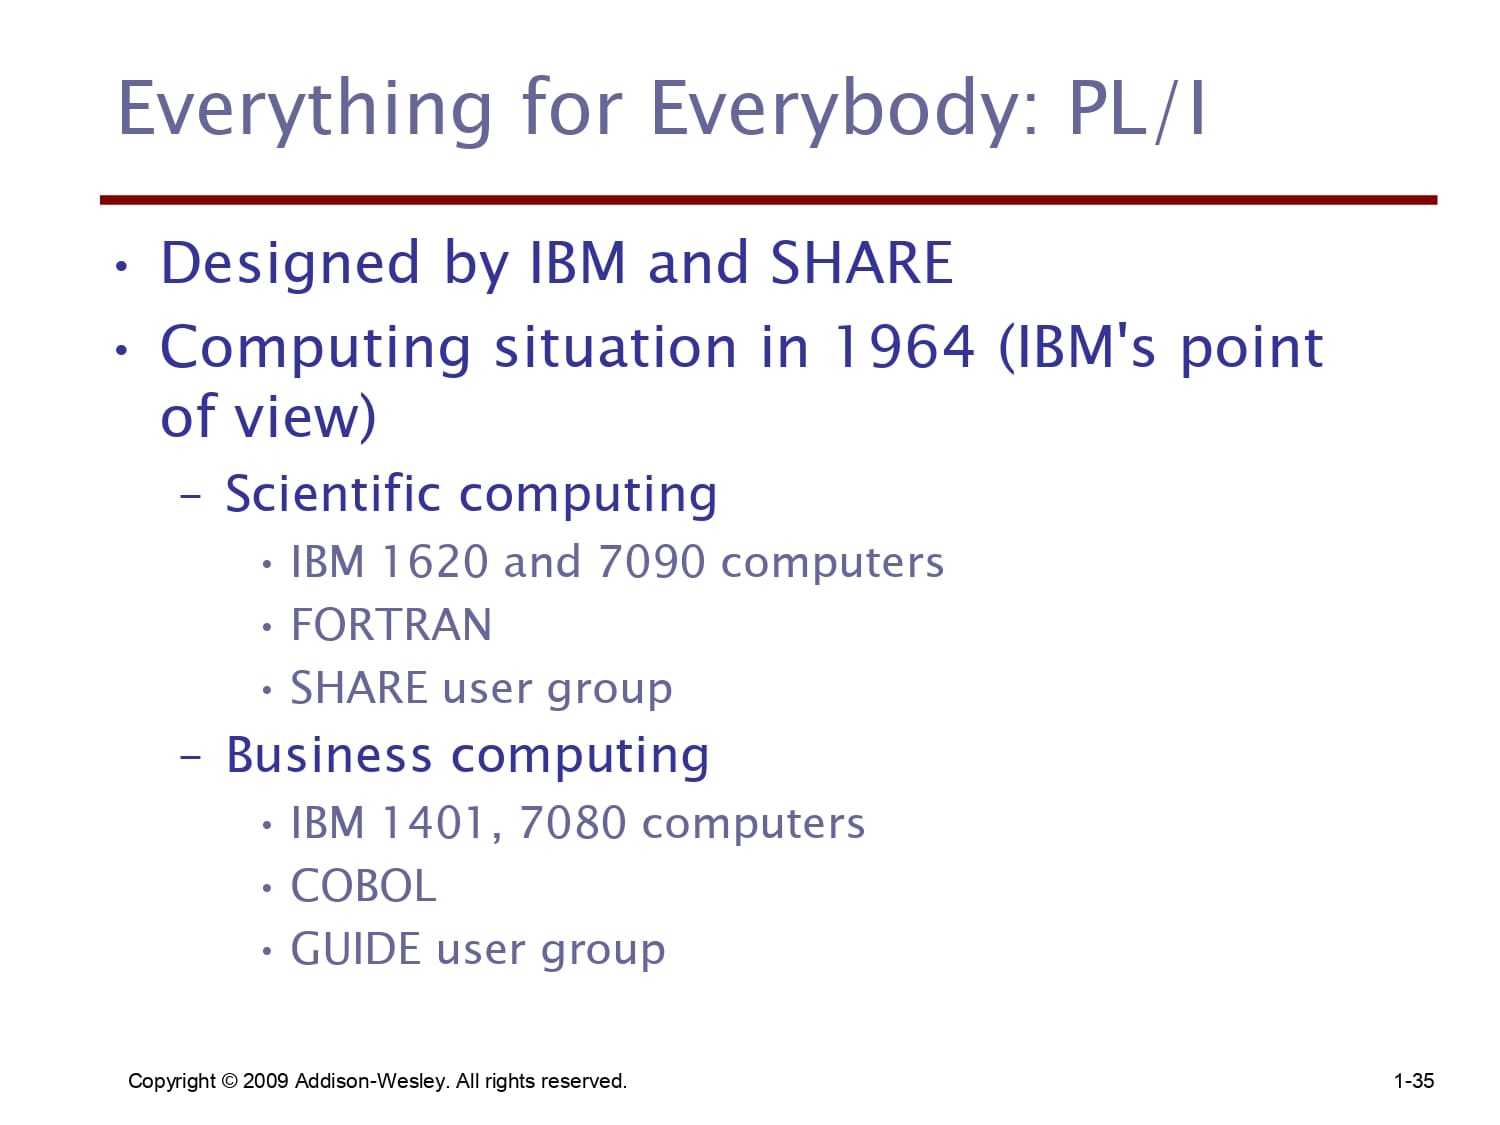 Everything for Everybody: PL/I
• Designed by IBM and SHARE
• Computing situation in 1964 (IBM's point
of view)
– Scientific computing
• IBM 1620 and 7090 computers
• FORTRAN
• SHARE user group
– Business computing
• IBM 1401, 7080 computers
• COBOL
• GUIDE user group
Copyright © 2009 Addison-Wesley. All rights reserved. 1-35